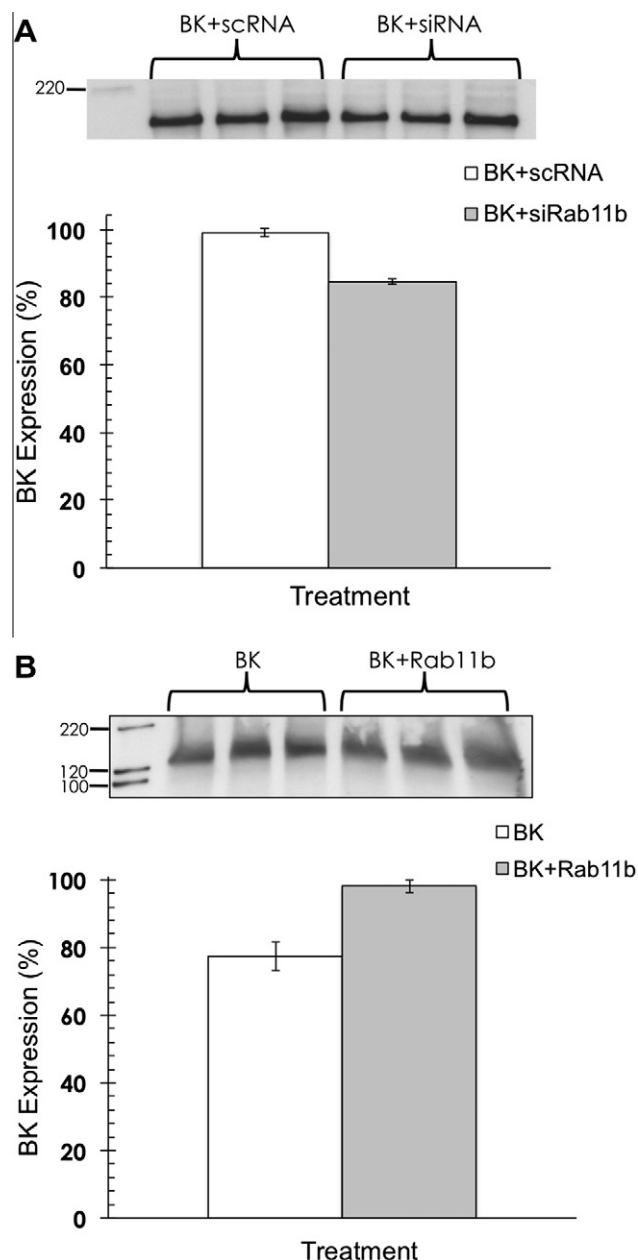 A
BK+scRNA BK+siRNA
220
BK+scRNA
BK+siRab11b
100
80
60
40
20
0
BK Expression (%)
Treatment
B
BK BK+Rab11b
220
120
100
BK
BK+Rab11b
100
80
60
40
20
0
BK Expression (%)
Treatment